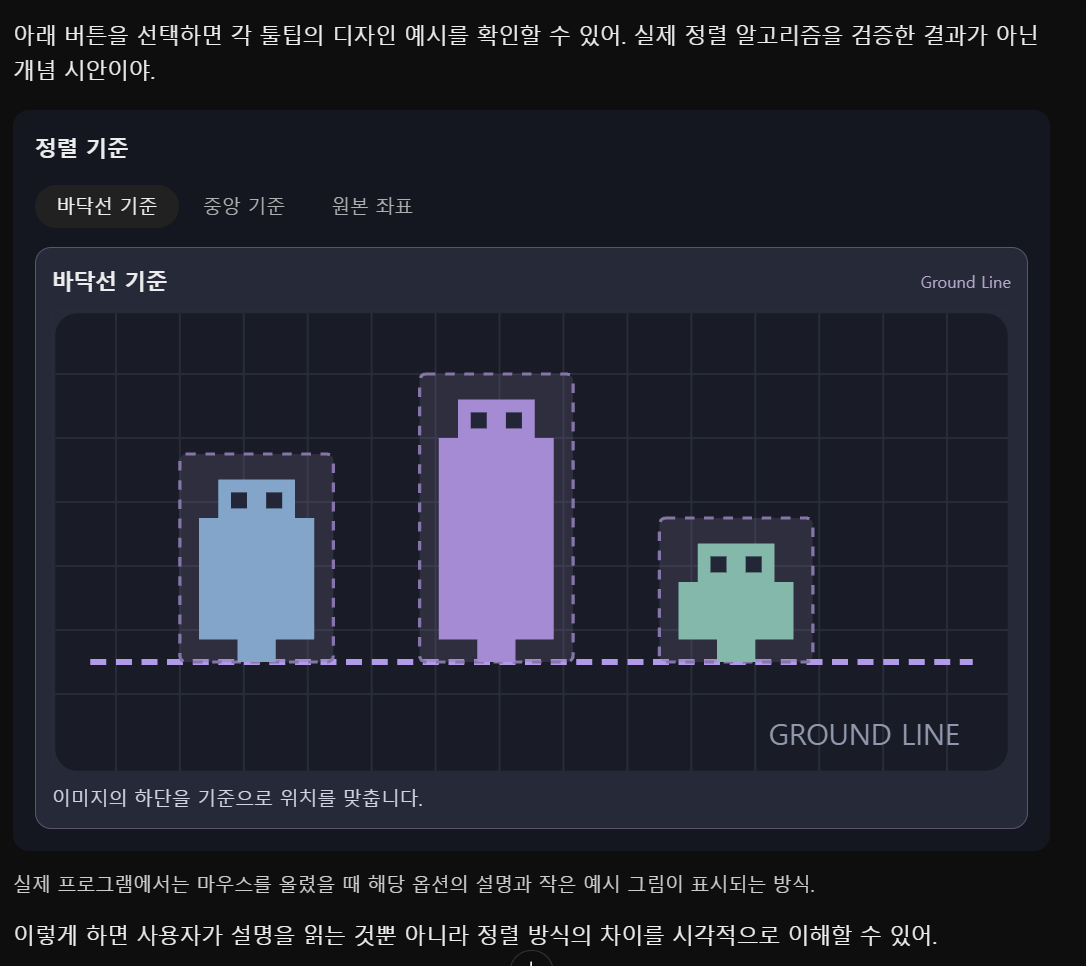 아래 버튼을 선택하면 각 툴팁의 디자인 예시를 확인할 수 있어. 실제 정렬 알고리즘을 검증한 결과가 아닌
개념 시안이야.
정렬 기준
바닥선 기준 중앙 기준 원본 좌표
바닥선 기준 Ground Line
GROUND LINE
이미지의 하단을 기준으로 위치를 맞춥니다.
실제 프로그램에서는 마우스를 올렸을 때 해당 옵션의 설명과 작은 예시 그림이 표시되는 방식.
이렇게 하면 사용자가 설명을 읽는 것뿐 아니라 정렬 방식의 차이를 시각적으로 이해할 수 있어.